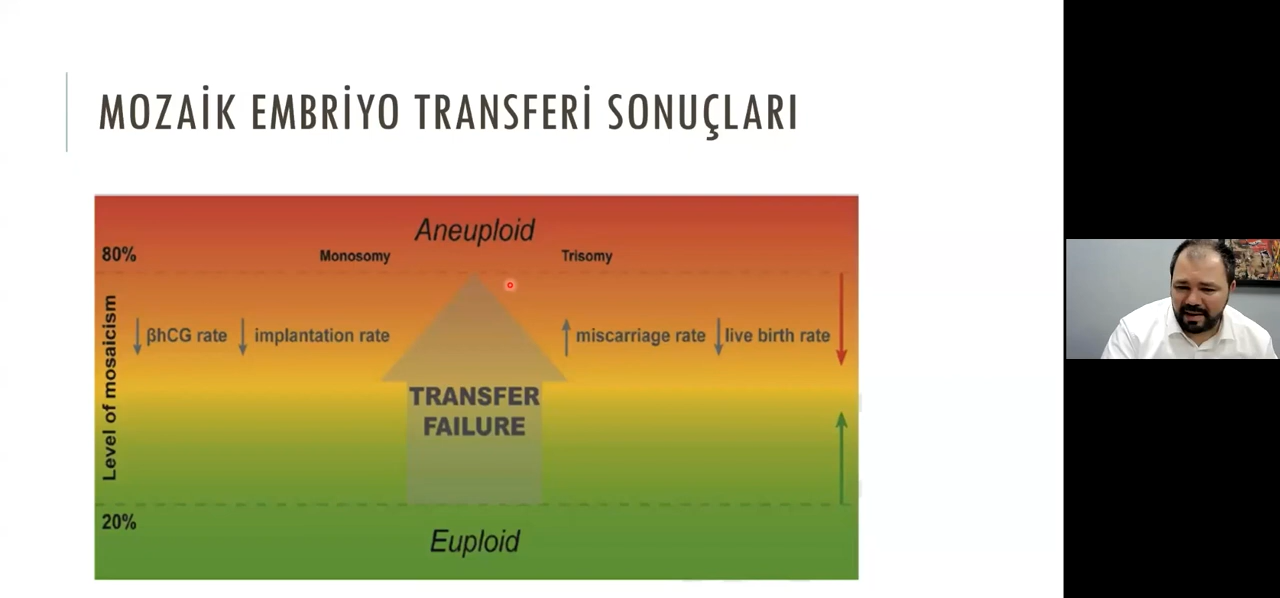 MOZAİK EMBRİYO TRANSFERİ SONUÇLARI
Aneuploid
80%
Monosomy
Trisomy
Level of mosaicism
βhCG rate
implantation rate
miscarriage rate
live birth rate
TRANSFER
FAILURE
20%
Euploid